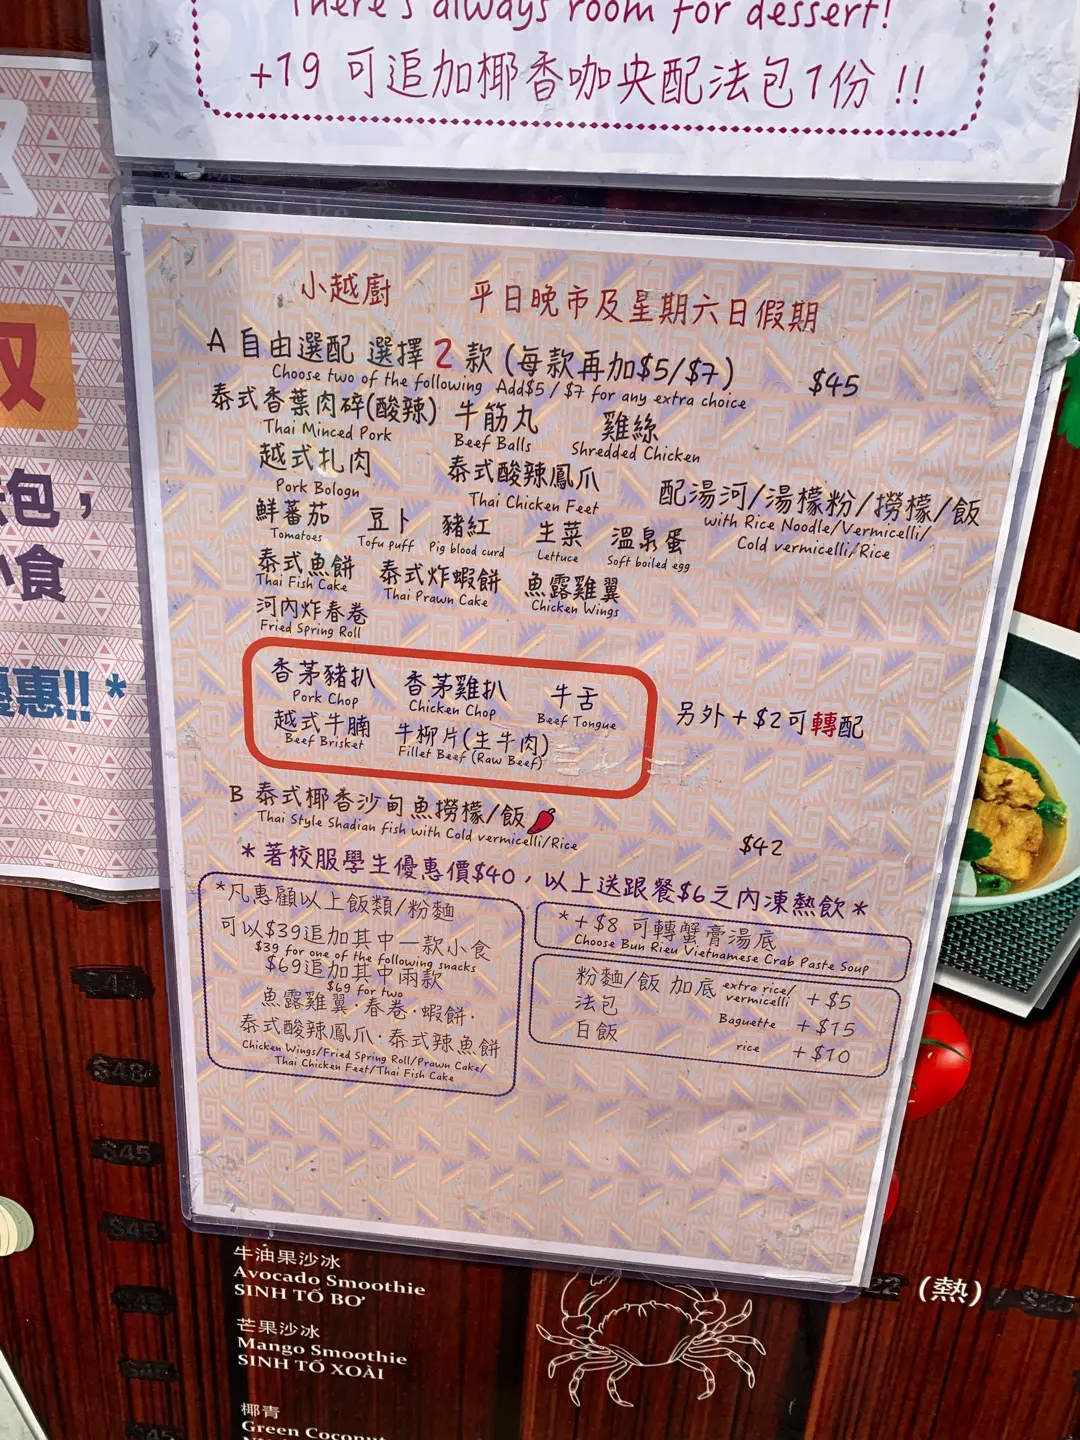 There's always room for dessert!
+19 可追加椰香咖央配法包1份 !!
小越廚 平日晚市及星期六日假期
A 自由選配 選擇 2 款 (每款再加$5/$7) $45
Choose two of the following Add$5 / $7 for any extra choice
泰式香葉肉碎(酸辣) 牛筋丸 雞絲
Thai Minced Pork Beef Balls Shredded Chicken
越式扎肉 泰式酸辣鳳爪 配湯河/湯檬粉/撈檬/飯
Pork Bologn Thai Chicken Feet with Rice Noodle/Vermicelli/
Cold vermicelli/Rice
鮮蕃茄 豆卜 豬紅 生菜 溫泉蛋
Tomatoes Tofu puff Pig blood curd Lettuce Soft boiled egg
泰式魚餅 泰式炸蝦餅 魚露雞翼
Thai Fish Cake Thai Prawn Cake Chicken Wings
河內炸春卷
Fried Spring Roll
香茅豬扒 香茅雞扒 牛舌
Pork Chop Chicken Chop Beef Tongue
另外+$2可轉配
越式牛腩 牛柳片(生牛肉)
Beef Brisket Fillet Beef (Raw Beef)
B 泰式椰香沙甸魚撈檬/飯
Thai Style Shadian fish with Cold vermicelli/Rice
$42
*著校服學生優惠價$40，以上送跟餐$6之內凍熱飲*
*凡惠顧以上飯類/粉麵
可以$39追加其中一款小食
$39 for one of the following snacks
$69追加其中兩款
$69 for two
魚露雞翼·春卷·蝦餅·
泰式酸辣鳳爪·泰式辣魚餅
Chicken Wings/Fried Spring Roll/Prawn Cake/
Thai Chicken Feet/Thai Fish Cake
*+$8 可轉蟹膏湯底
Choose Bun Rieu Vietnamese Crab Paste Soup
粉麵/飯 加底 extra rice/ vermicelli +$5
法包 Baguette +$15
白飯 rice +$10
包，
食
惠!! *
$48
$45
$45
牛油果沙冰
Avocado Smoothie
SINH TỐ BƠ
芒果沙冰
Mango Smoothie
SINH TỐ XOÀI
椰青
Green Coconut
22 (熱) /